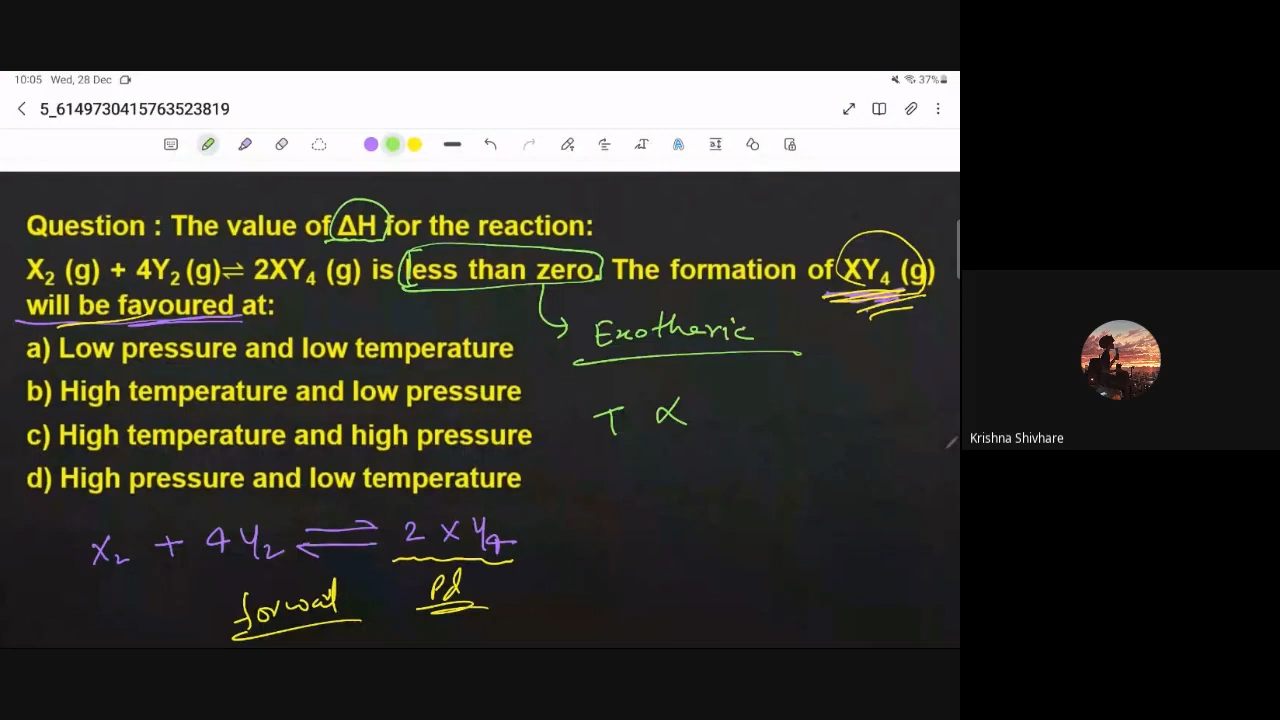 10:05 Wed, 28 Dec
37%
5_6149730415763523819
Question : The value of ΔH for the reaction:
X₂ (g) + 4Y₂ (g)⇌ 2XY₄ (g) is less than zero. The formation of XY₄ (g)
will be favoured at:
Exotheric
a) Low pressure and low temperature
b) High temperature and low pressure
T ∝
c) High temperature and high pressure
Krishna Shivhare
d) High pressure and low temperature
X₂ + 4Y₂ ⇌ 2XY₄
forwat Pd